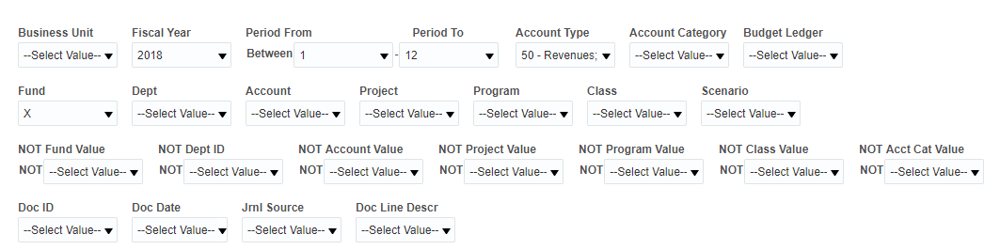 Business Unit Fiscal Year Period From Period To Account Type Account Category Budget Ledger
--Select Value-- 2018 Between 1 - 12 50 - Revenues; --Select Value-- --Select Value--
Fund Dept Account Project Program Class Scenario
X --Select Value-- --Select Value-- --Select Value-- --Select Value-- --Select Value-- --Select Value--
NOT Fund Value NOT Dept ID NOT Account Value NOT Project Value NOT Program Value NOT Class Value NOT Acct Cat Value
NOT --Select Value-- NOT --Select Value-- NOT --Select Value-- NOT --Select Value-- NOT --Select Value-- NOT --Select Value-- NOT --Select Value--
Doc ID Doc Date Jrnl Source Doc Line Descr
--Select Value-- --Select Value-- --Select Value-- --Select Value--